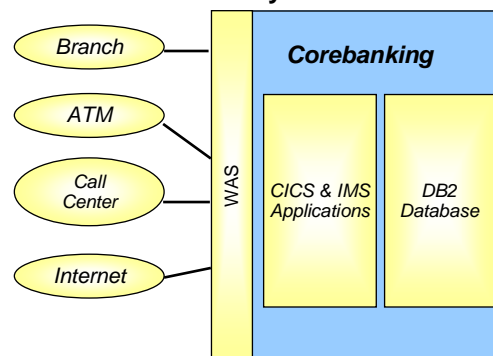 Branch
ATM
Call
Center
Internet
WAS
Corebanking
CICS & IMS
Applications
DB2
Database